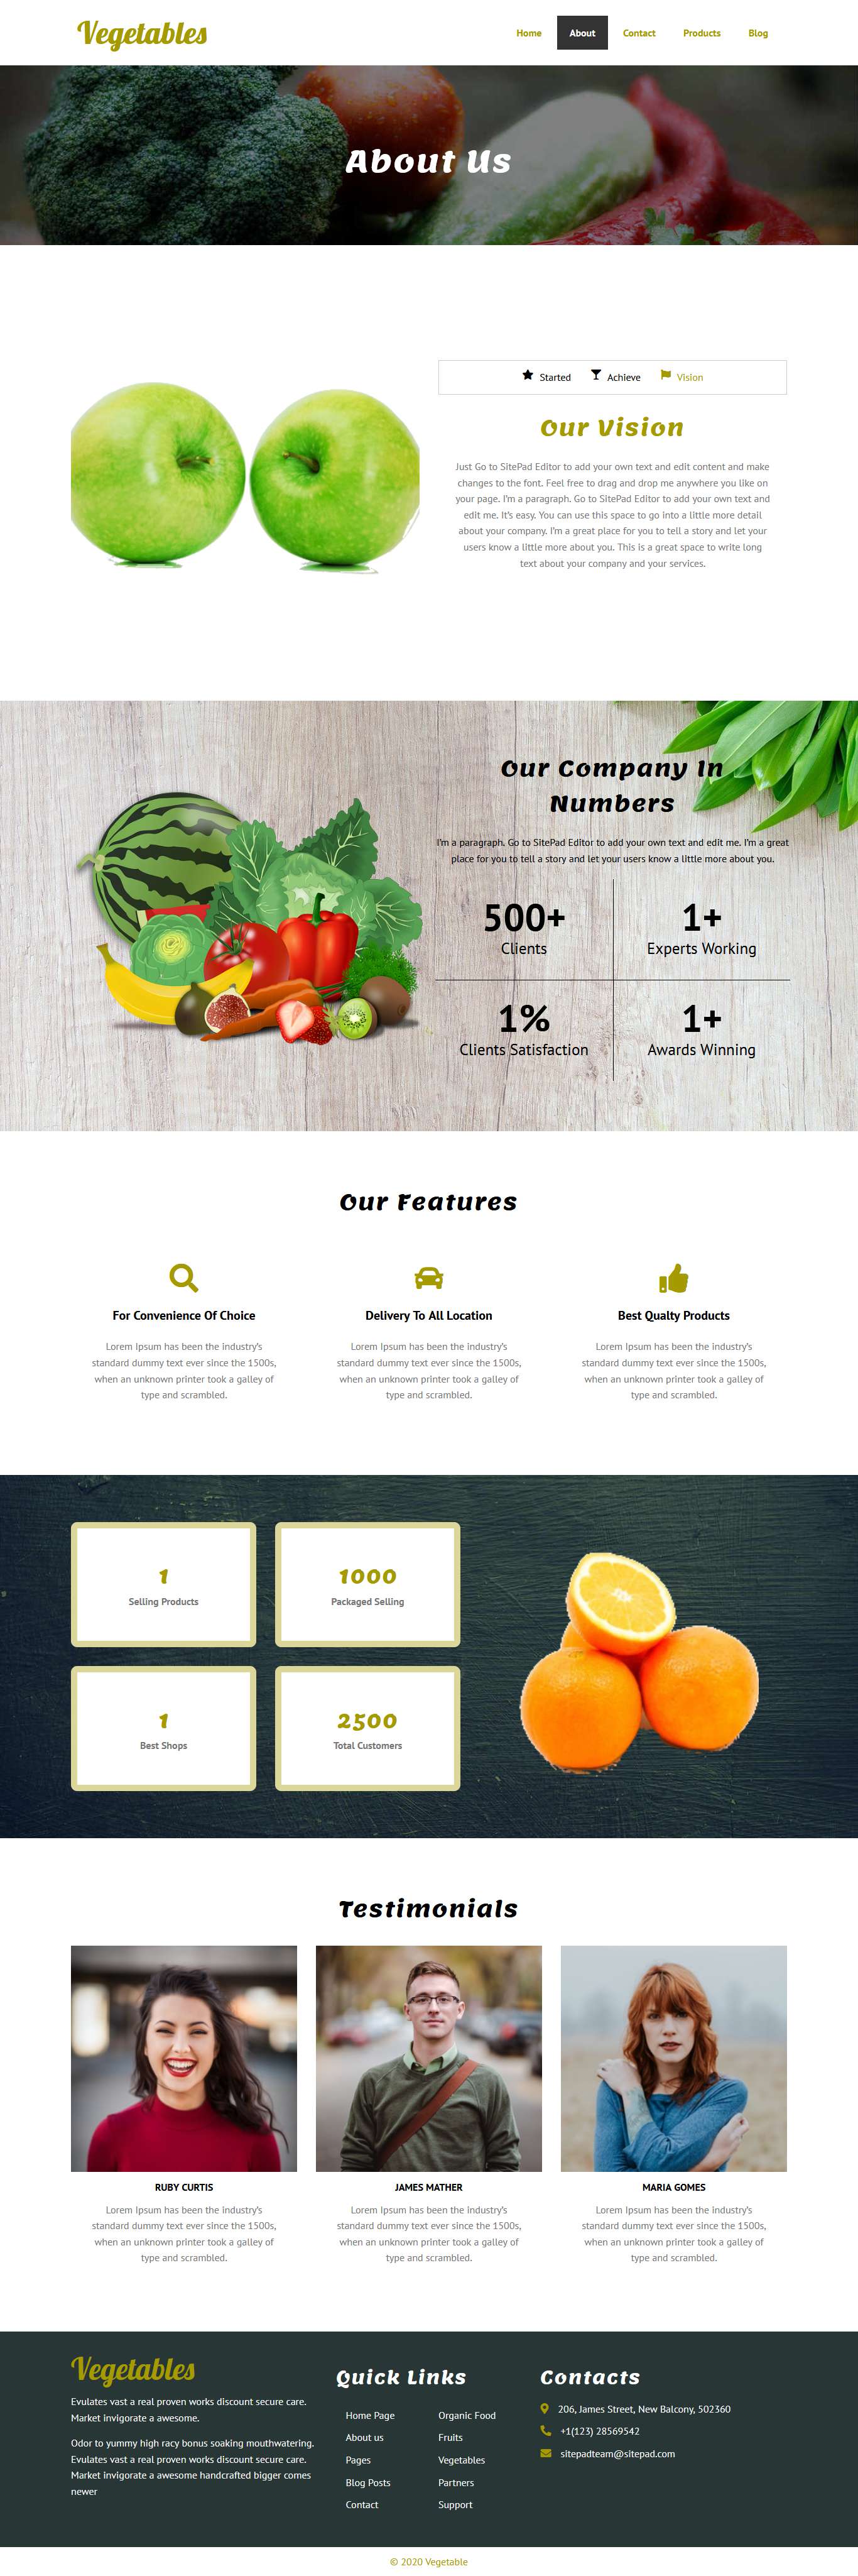 Vegetables
Home About Contact Products Blog
About Us
Started Achieve Vision
Our Vision
Just Go to SitePad Editor to add your own text and edit content and make
changes to the font. Feel free to drag and drop me anywhere you like on
your page. I'm a paragraph. Go to SitePad Editor to add your own text and
edit me. It's easy. You can use this space to go into a little more detail
about your company. I'm a great place for you to tell a story and let your
users know a little more about you. This is a great space to write long
text about your company and your services.
Our Company In
Numbers
I'm a paragraph. Go to SitePad Editor to add your own text and edit me. I'm a great
place for you to tell a story and let your users know a little more about you.
500+
Clients
1+
Experts Working
1%
Clients Satisfaction
1+
Awards Winning
Our Features
For Convenience Of Choice
Lorem Ipsum has been the industry's
standard dummy text ever since the 1500s,
when an unknown printer took a galley of
type and scrambled.
Delivery To All Location
Lorem Ipsum has been the industry's
standard dummy text ever since the 1500s,
when an unknown printer took a galley of
type and scrambled.
Best Qualty Products
Lorem Ipsum has been the industry's
standard dummy text ever since the 1500s,
when an unknown printer took a galley of
type and scrambled.
1
Selling Products
1000
Packaged Selling
1
Best Shops
2500
Total Customers
Testimonials
RUBY CURTIS
Lorem Ipsum has been the industry's
standard dummy text ever since the 1500s,
when an unknown printer took a galley of
type and scrambled.
JAMES MATHER
Lorem Ipsum has been the industry's
standard dummy text ever since the 1500s,
when an unknown printer took a galley of
type and scrambled.
MARIA GOMES
Lorem Ipsum has been the industry's
standard dummy text ever since the 1500s,
when an unknown printer took a galley of
type and scrambled.
Vegetables
Evulates vast a real proven works discount secure care.
Market invigorate a awesome.
Odor to yummy high racy bonus soaking mouthwatering.
Evulates vast a real proven works discount secure care.
Market invigorate a awesome handcrafted bigger comes
newer
Quick Links
Home Page
About us
Pages
Blog Posts
Contact
Organic Food
Fruits
Vegetables
Partners
Support
Contacts
206, James Street, New Balcony, 502360
+1(123) 28569542
sitepadteam@sitepad.com
© 2020 Vegetable